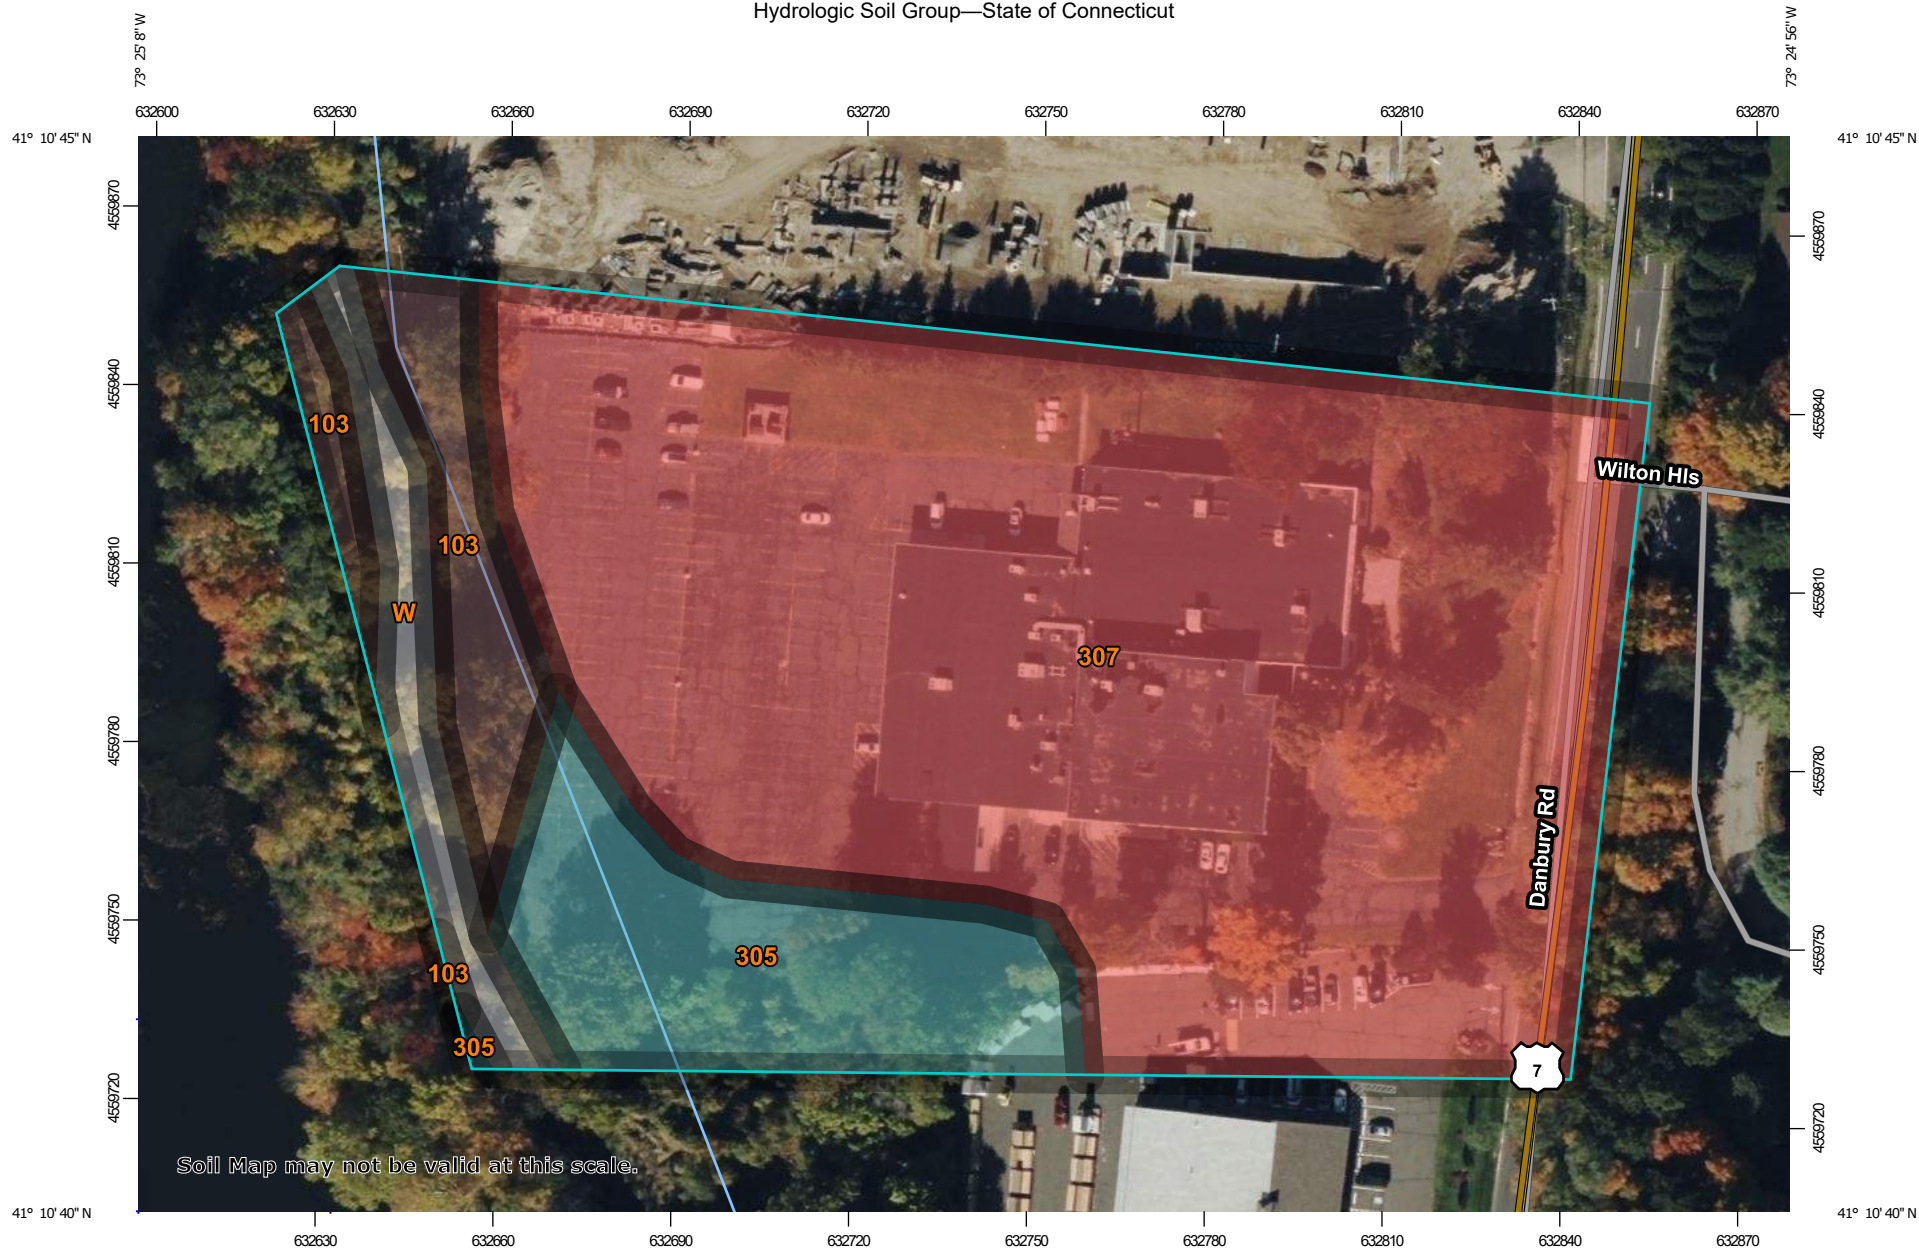 Hydrologic Soil Group—State of Connecticut
73° 25' 8'' W
73° 24' 56'' W
632600 632630 632660 632690 632720 632750 632780 632810 632840 632870
41° 10' 45'' N
41° 10' 45'' N
4559870
4559870
4559840
4559840
103
Wilton Hls
103
4559810
4559810
W
307
4559780
4559780
Danbury Rd
4559750
4559750
305
103
305
7
4559720
4559720
Soil Map may not be valid at this scale.
41° 10' 40'' N
41° 10' 40'' N
632630 632660 632690 632720 632750 632780 632810 632840 632870